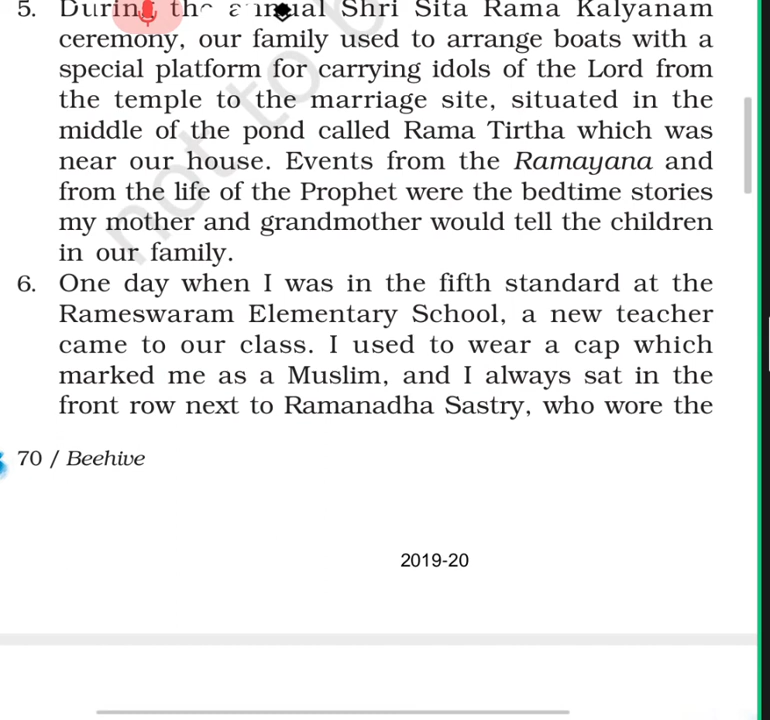 5. During the annual Shri Sita Rama Kalyanam
ceremony, our family used to arrange boats with a
special platform for carrying idols of the Lord from
the temple to the marriage site, situated in the
middle of the pond called Rama Tirtha which was
near our house. Events from the Ramayana and
from the life of the Prophet were the bedtime stories
my mother and grandmother would tell the children
in our family.
6. One day when I was in the fifth standard at the
Rameswaram Elementary School, a new teacher
came to our class. I used to wear a cap which
marked me as a Muslim, and I always sat in the
front row next to Ramanadha Sastry, who wore the
70 / Beehive
2019-20
not to b